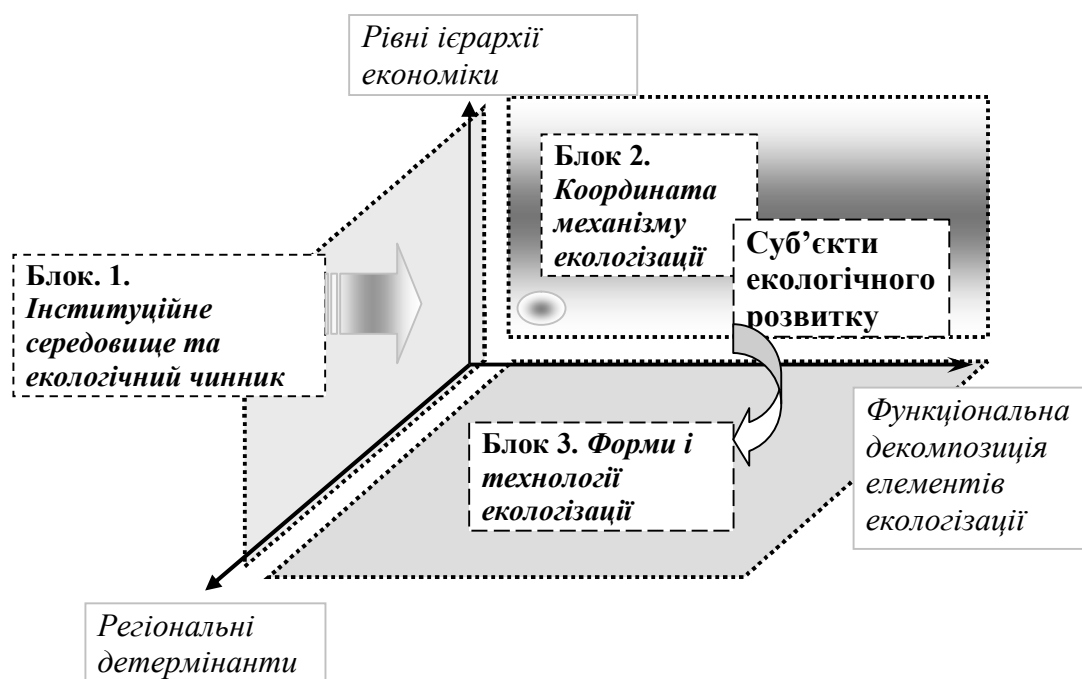 Рівні ієрархії
економіки
Блок 2.
Координата
механізму
екологізації
Суб’єкти
екологічного
розвитку
Блок. 1.
Інституційне
середовище та
екологічний чинник
Блок 3. Форми і
технології
екологізації
Функціональна
декомпозиція
елементів
екологізації
Регіональні
детермінанти